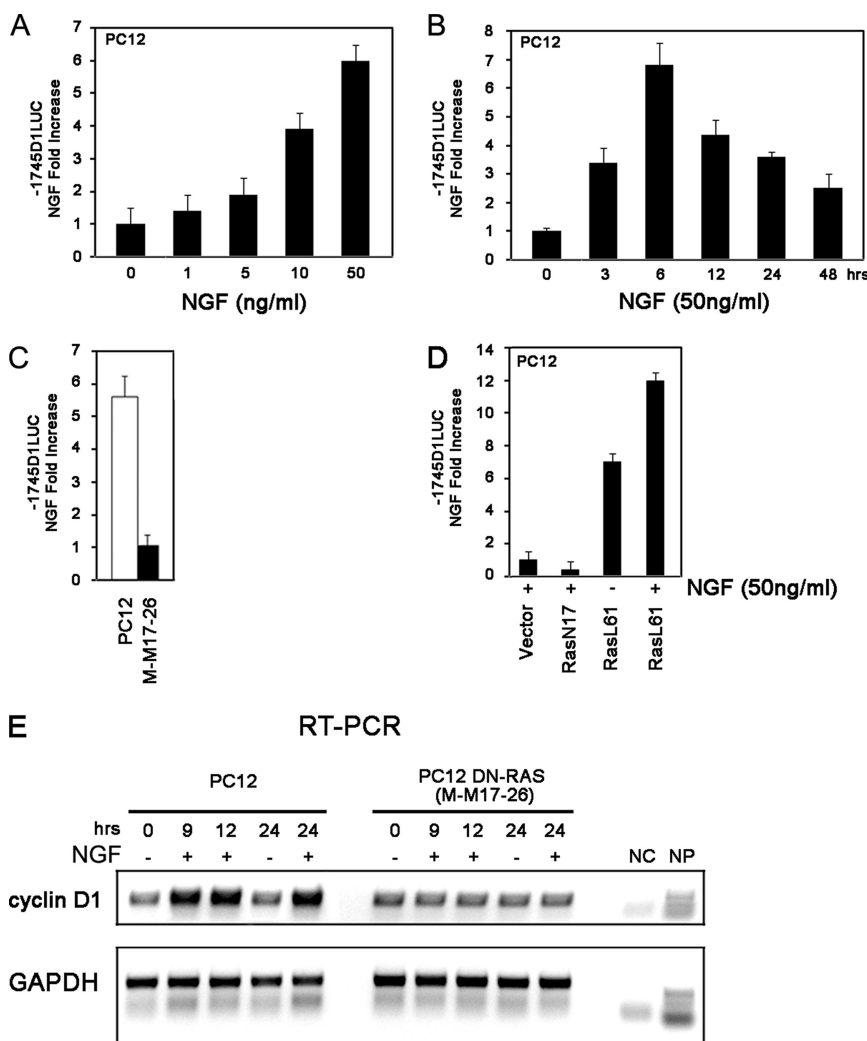 A
PC12
-1745D1LUC
NGF Fold Increase
7
6
5
4
3
2
1
0
0 1 5 10 50
NGF (ng/ml)
B
PC12
-1745D1LUC
NGF Fold Increase
8
7
6
5
4
3
2
1
0
0 3 6 12 24 48 hrs
NGF (50ng/ml)
C
-1745D1LUC
NGF Fold Increase
7
6
5
4
3
2
1
0
PC12
M-M17-26
D
PC12
-1745D1LUC
NGF Fold Increase
14
12
10
8
6
4
2
0
+ + - + NGF (50ng/ml)
Vector
RasN17
RasL61
RasL61
E
RT-PCR
PC12
PC12 DN-RAS
(M-M17-26)
hrs 0 9 12 24 24 0 9 12 24 24
NGF - + + - + - + + - + NC NP
cyclin D1
GAPDH